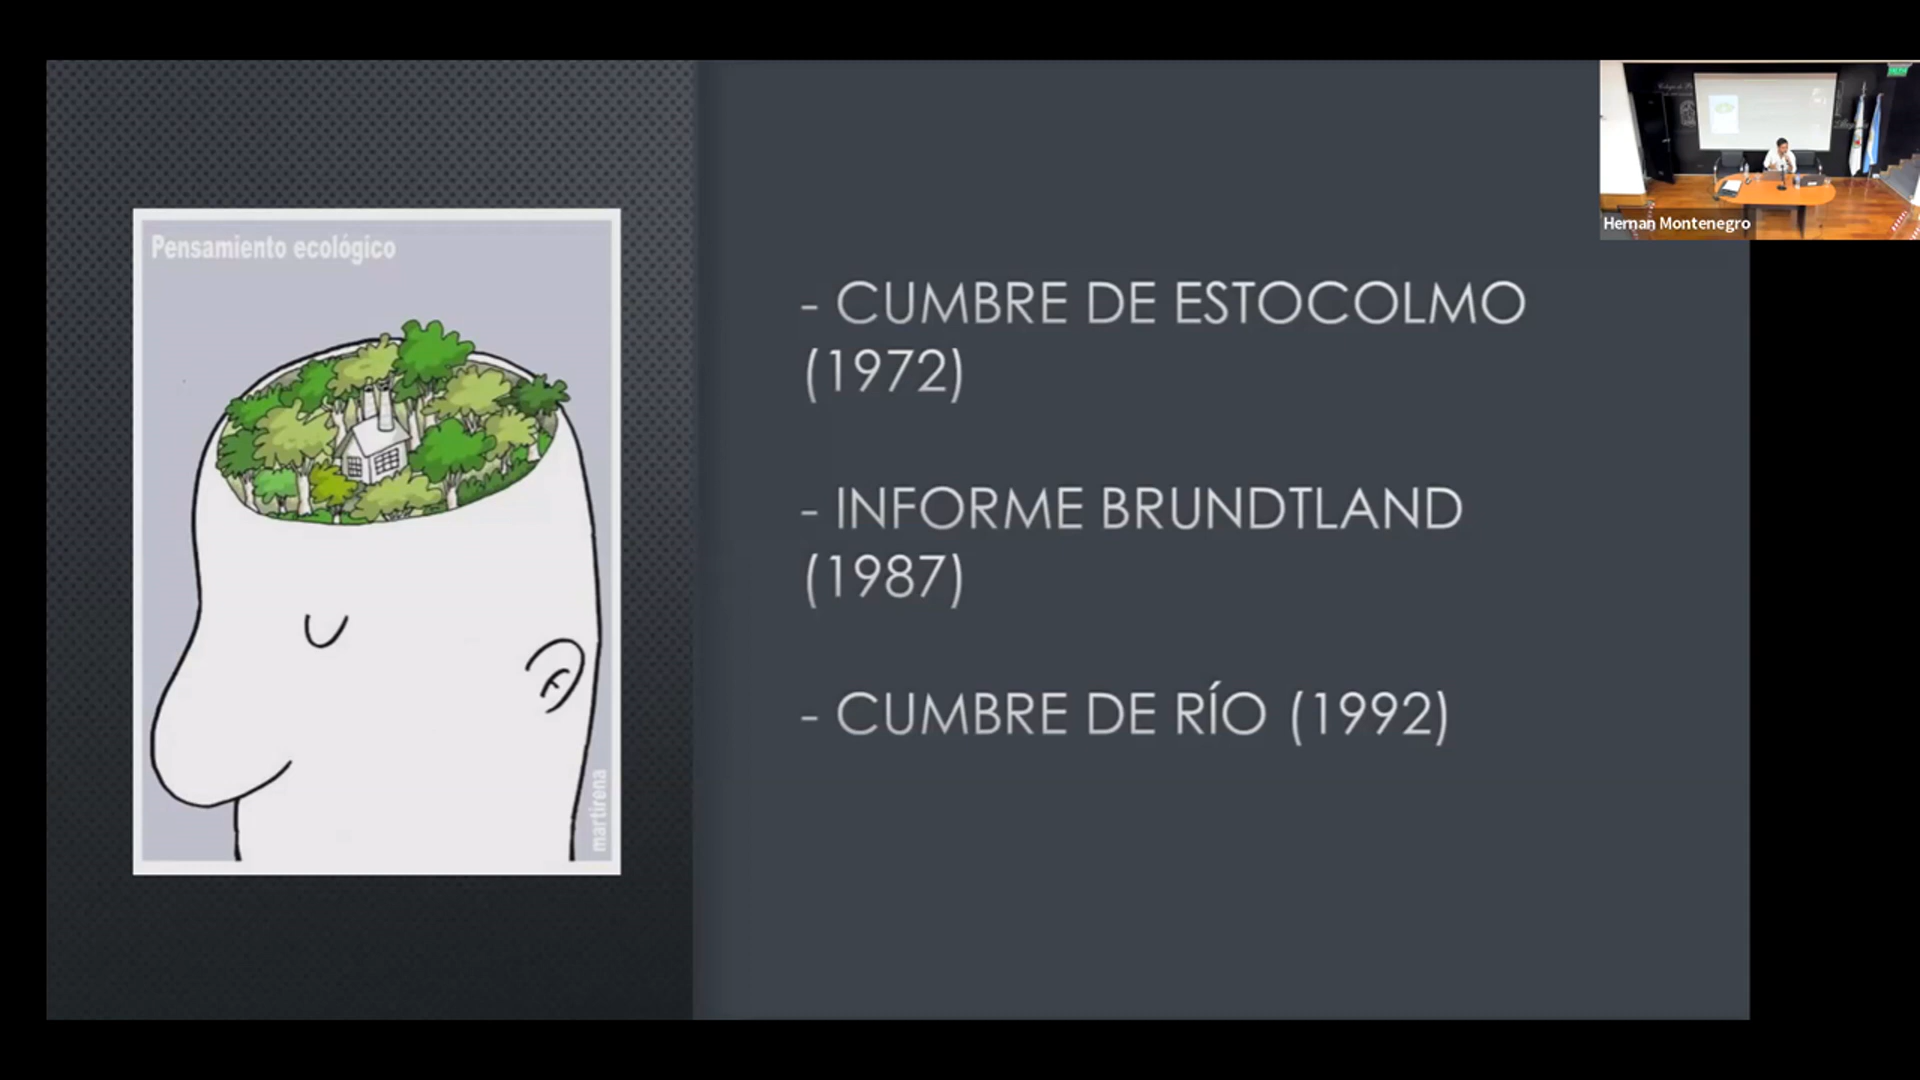 Pensamiento ecológico
martirena
- CUMBRE DE ESTOCOLMO
(1972)
- INFORME BRUNDTLAND
(1987)
- CUMBRE DE RÍO (1992)
Hernan Montenegro